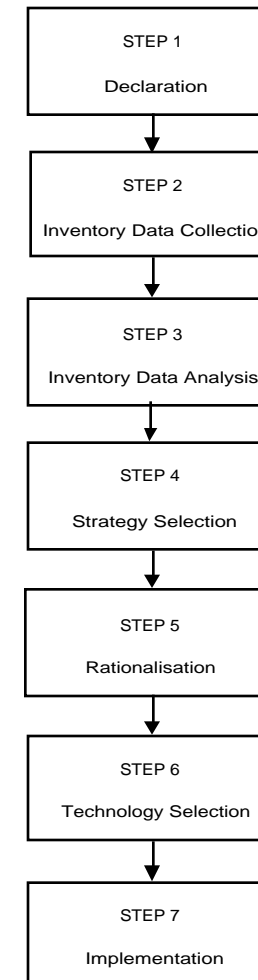 STEP 1
Declaration
STEP 2
Inventory Data Collectio
STEP 3
Inventory Data Analysis
STEP 4
Strategy Selection
STEP 5
Rationalisation
STEP 6
Technology Selection
STEP 7
Implementation